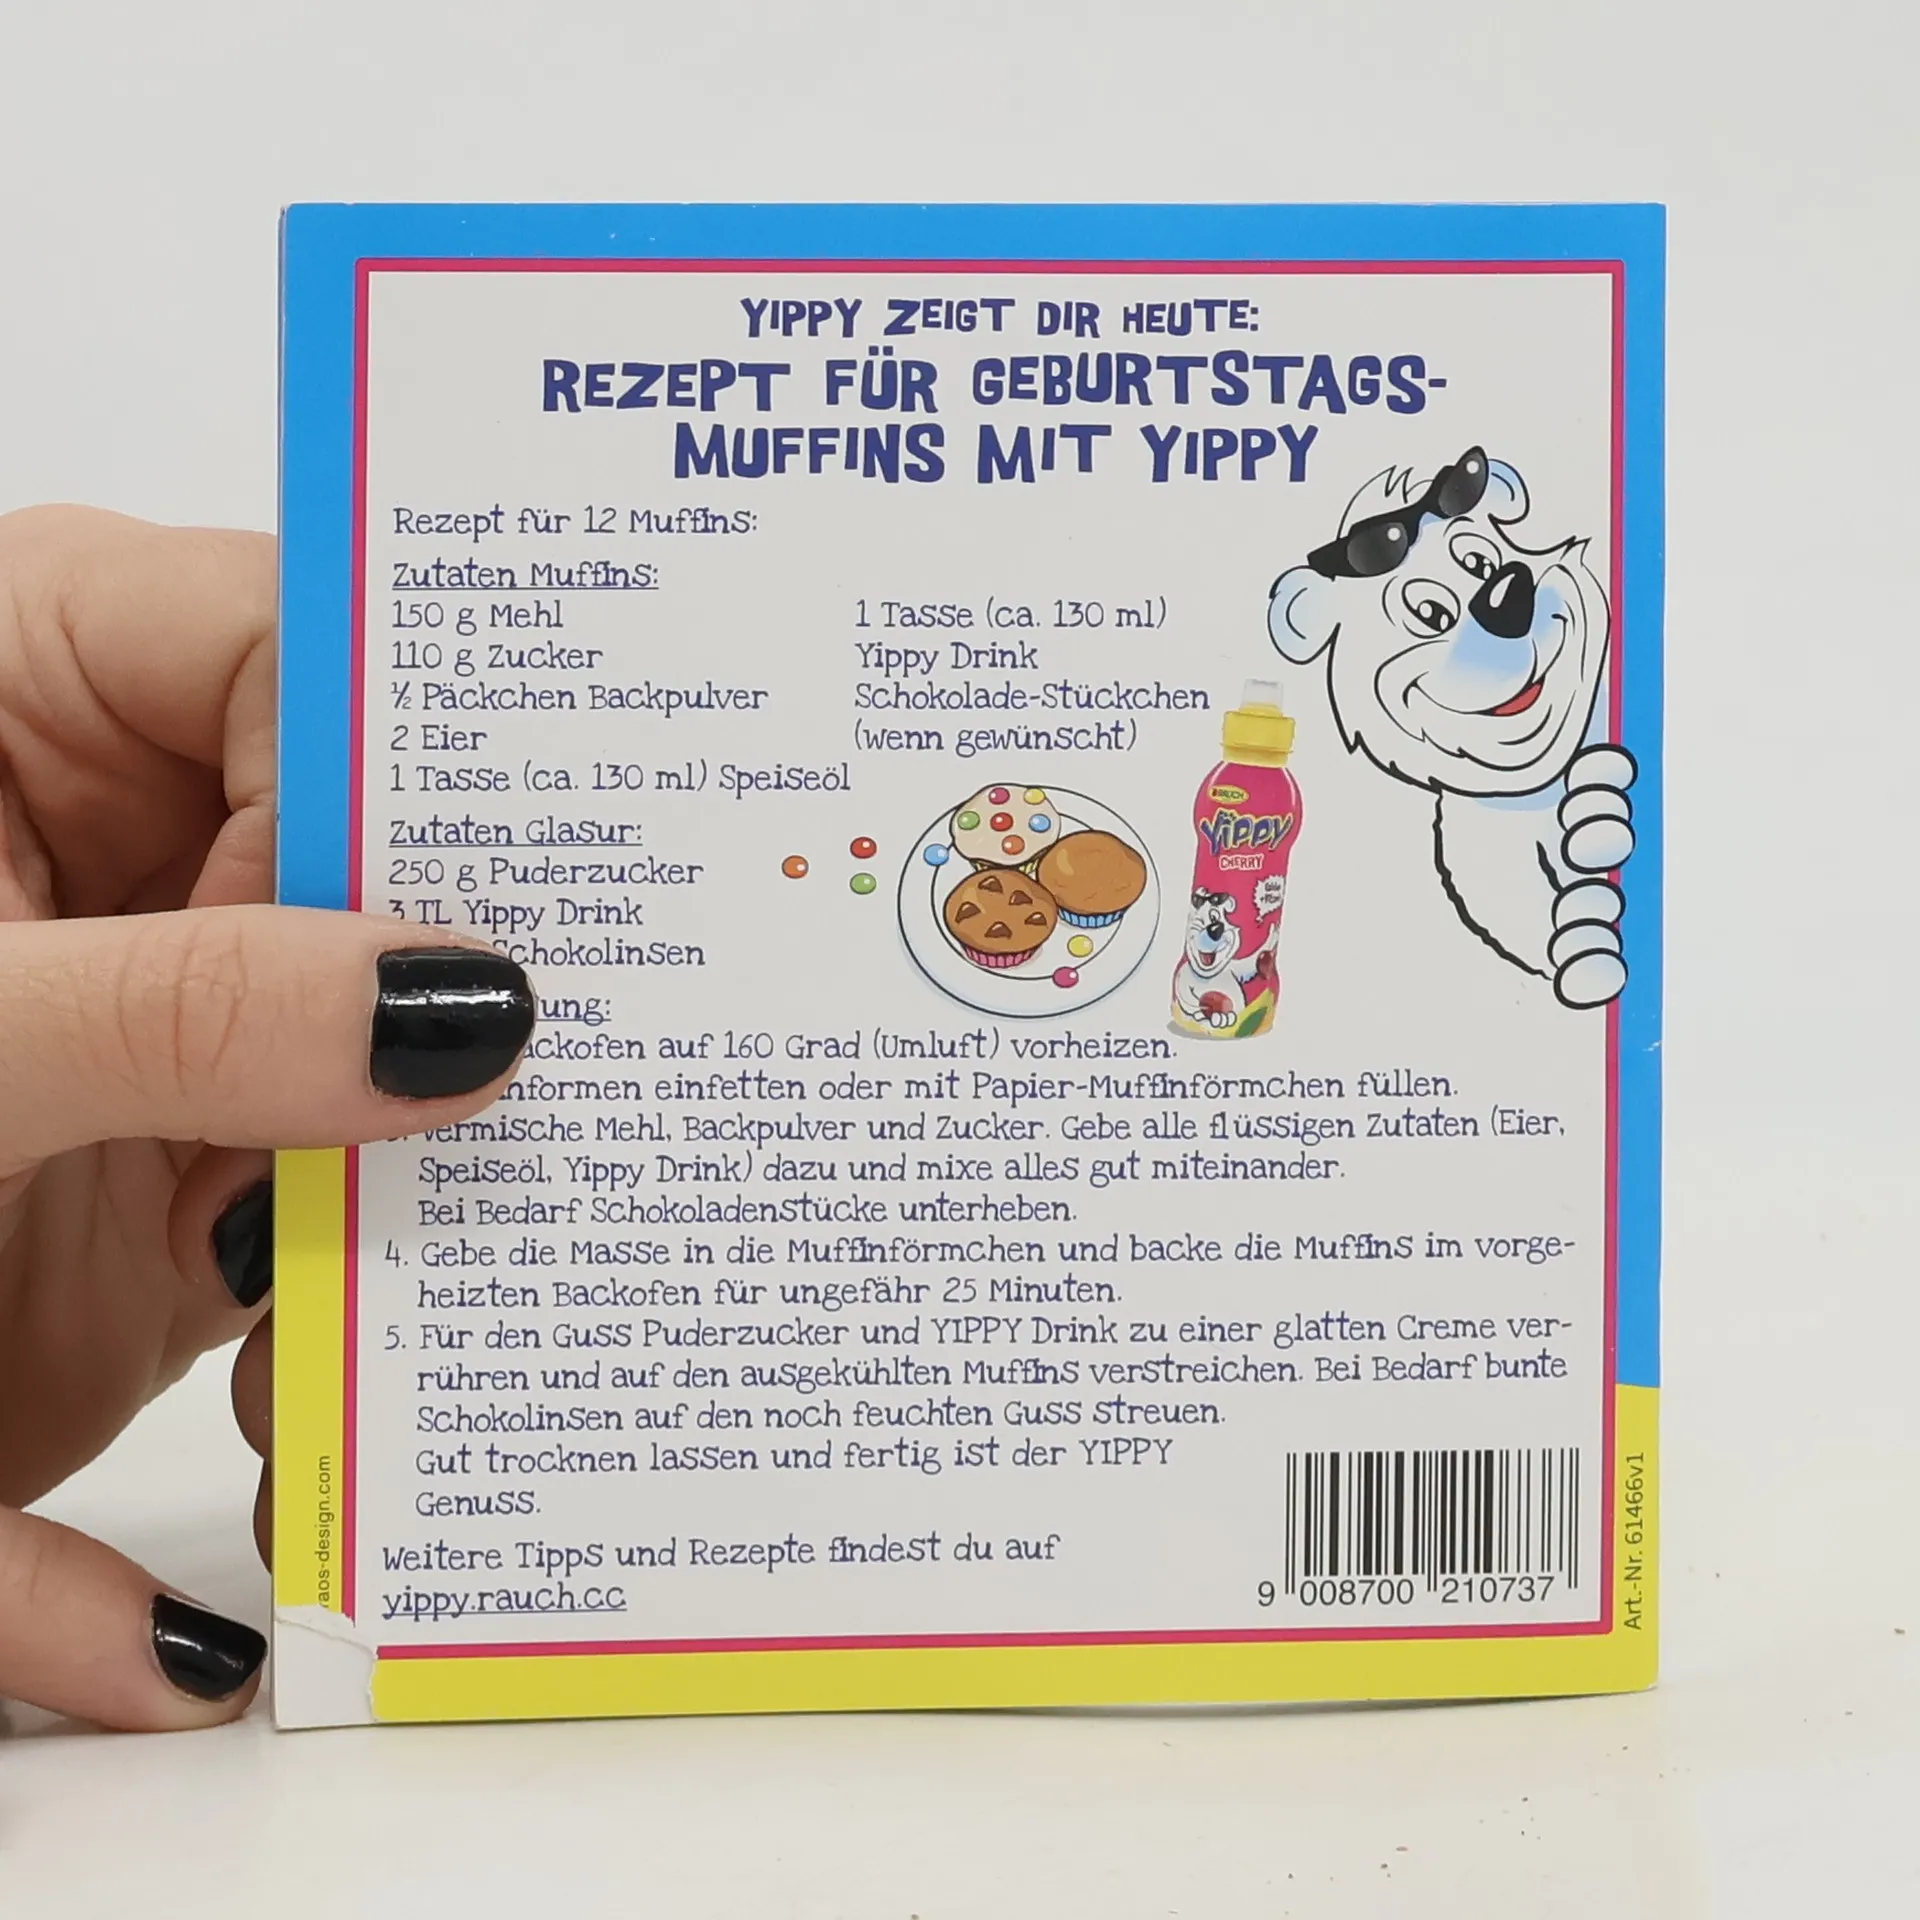 YIPPY ZEIGT DIR HEUTE:
REZEPT FÜR GEBURTSTAGS-
MUFFINS MIT YIPPY
Rezept für 12 Muffins:
Zutaten Muffins:
150 g Mehl
110 g Zucker
½ Päckchen Backpulver
2 Eier
1 Tasse (ca. 130 ml) Speiseöl
1 Tasse (ca. 130 ml)
Yippy Drink
Schokolade-Stückchen
(wenn gewünscht)
Zutaten Glasur:
250 g Puderzucker
3 TL Yippy Drink
Schokolinsen
ung:
ackofen auf 160 Grad (Umluft) vorheizen.
nformen einfetten oder mit Papier-Muffinförmchen füllen.
Vermische Mehl, Backpulver und Zucker. Gebe alle flüssigen Zutaten (Eier,
Speiseöl, Yippy Drink) dazu und mixe alles gut miteinander.
Bei Bedarf Schokoladenstücke unterheben.
4. Gebe die Masse in die Muffinförmchen und backe die Muffins im vorge-
heizten Backofen für ungefähr 25 Minuten.
5. Für den Guss Puderzucker und YIPPY Drink zu einer glatten Creme ver-
rühren und auf den ausgekühlten Muffins verstreichen. Bei Bedarf bunte
Schokolinsen auf den noch feuchten Guss streuen.
Gut trocknen lassen und fertig ist der YIPPY
Genuss.
Weitere Tipps und Rezepte findest du auf
yippy.rauch.cc
RAUCH
YIPPY
CHERRY
9 008700 210737
Art.-Nr. 61466v1
aos-design.com